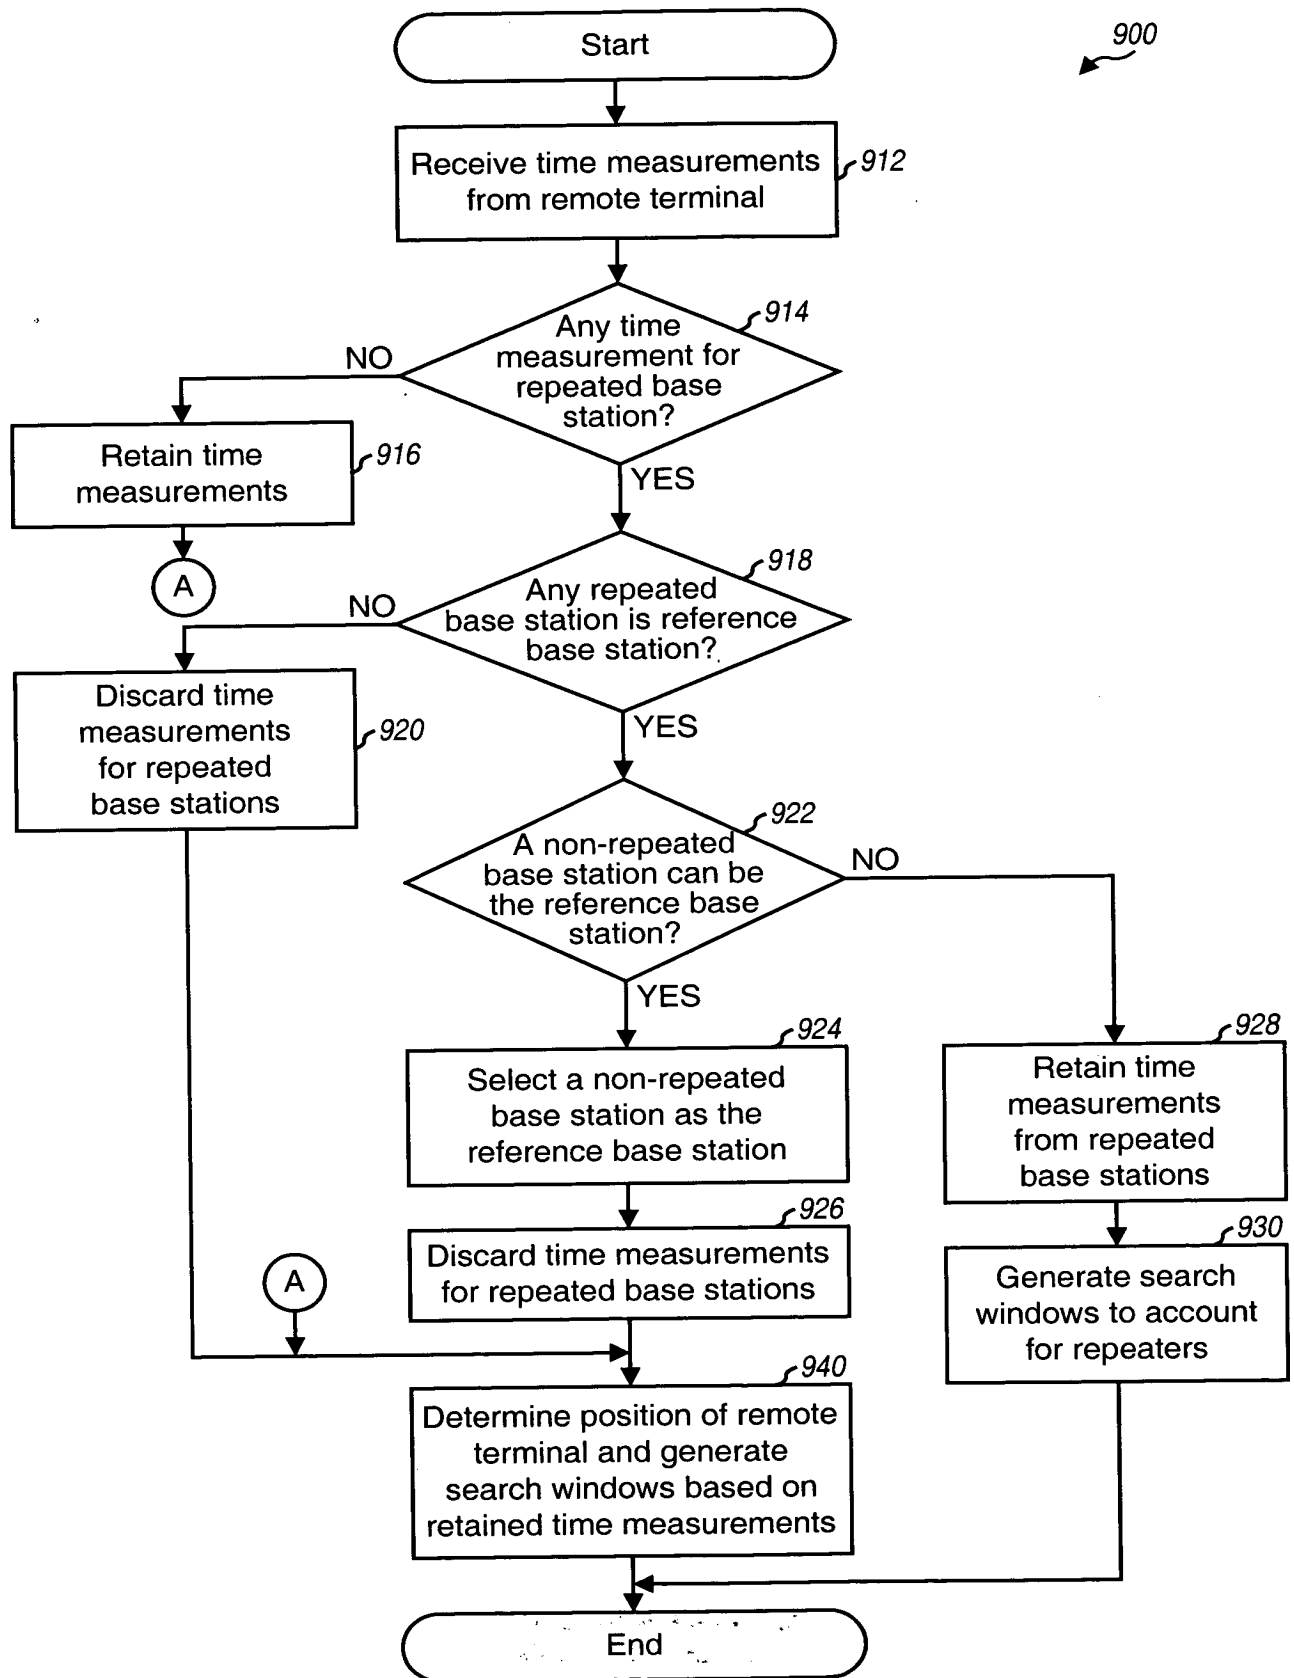 Start
900
Receive time measurements
from remote terminal
912
Any time
measurement for
repeated base
station?
914
NO
YES
Retain time
measurements
916
A
Any repeated
base station is reference
base station?
918
NO
YES
Discard time
measurements
for repeated
base stations
920
A non-repeated
base station can be
the reference base
station?
922
NO
YES
Select a non-repeated
base station as the
reference base station
924
Retain time
measurements
from repeated
base stations
928
Discard time measurements
for repeated base stations
926
Generate search
windows to account
for repeaters
930
A
Determine position of remote
terminal and generate
search windows based on
retained time measurements
940
End